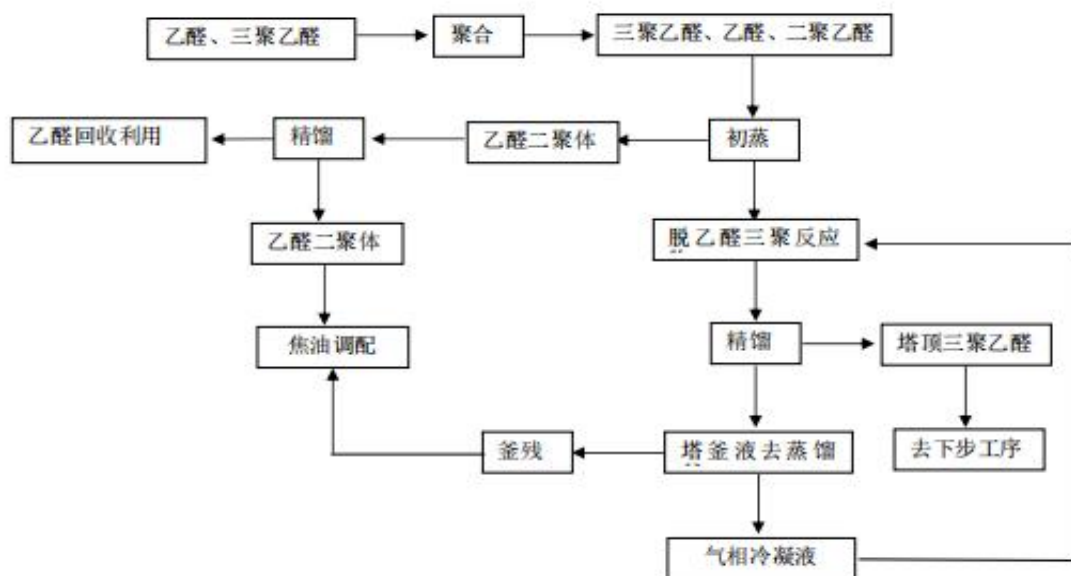 乙醛、三聚乙醛
聚合
三聚乙醛、乙醛、二聚乙醛
乙醛回收利用
精馏
乙醛二聚体
初蒸
乙醛二聚体
脱乙醛三聚反应
焦油调配
精馏
塔顶三聚乙醛
釜残
塔釜液去蒸馏
去下步工序
气相冷凝液